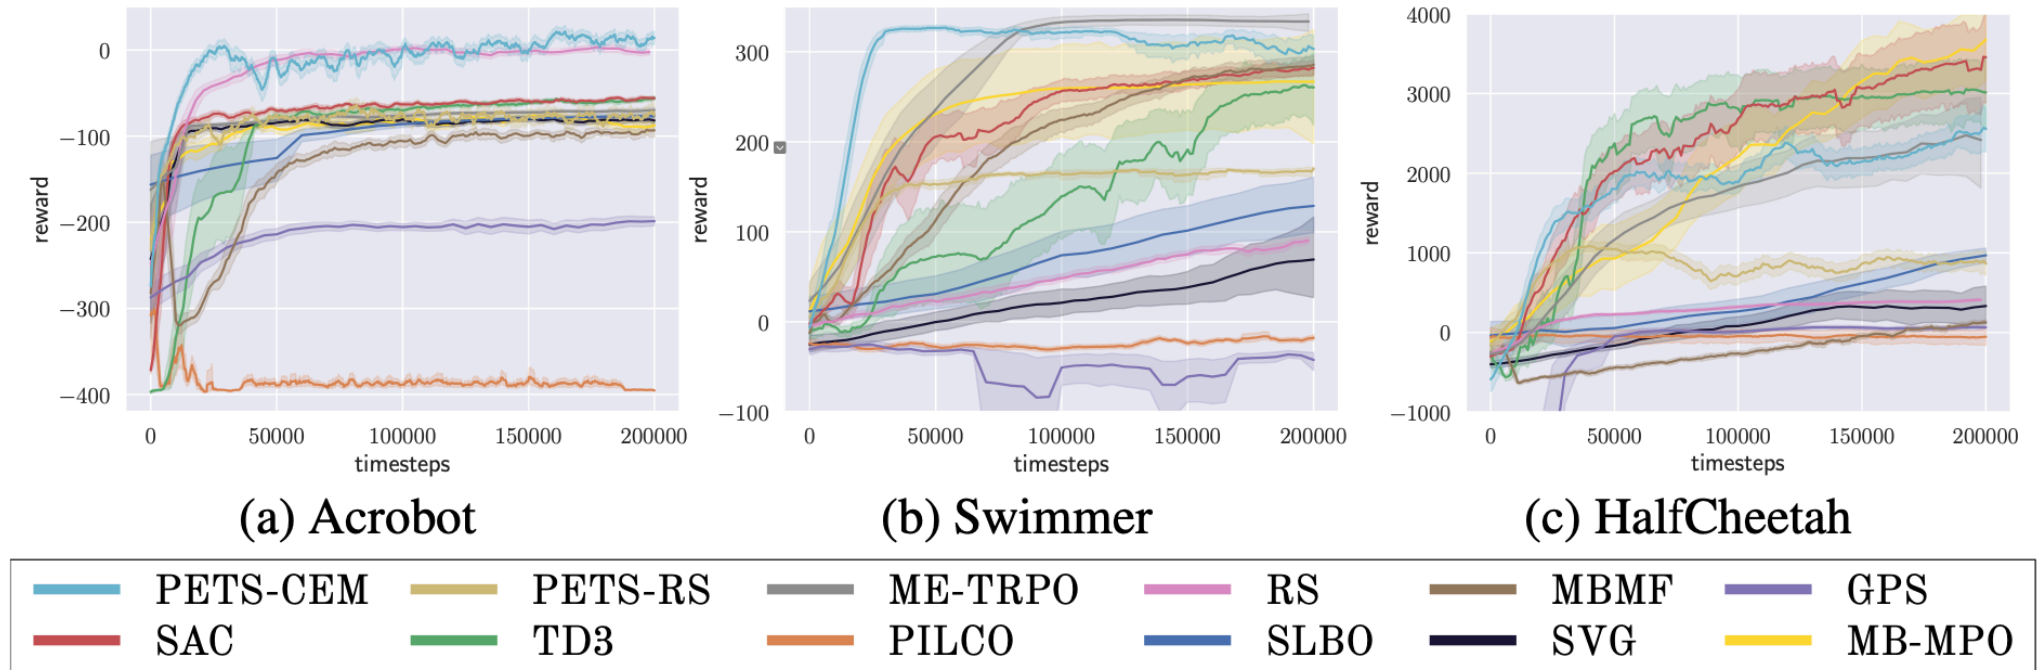 0
−100
−200
−300
−400
reward
0 50000 100000 150000 200000
timesteps
(a) Acrobot
300
200
100
0
−100
reward
0 50000 100000 150000 200000
timesteps
(b) Swimmer
4000
3000
2000
1000
0
−1000
reward
0 50000 100000 150000 200000
timesteps
(c) HalfCheetah
PETS-CEM PETS-RS ME-TRPO RS MBMF GPS
SAC TD3 PILCO SLBO SVG MB-MPO